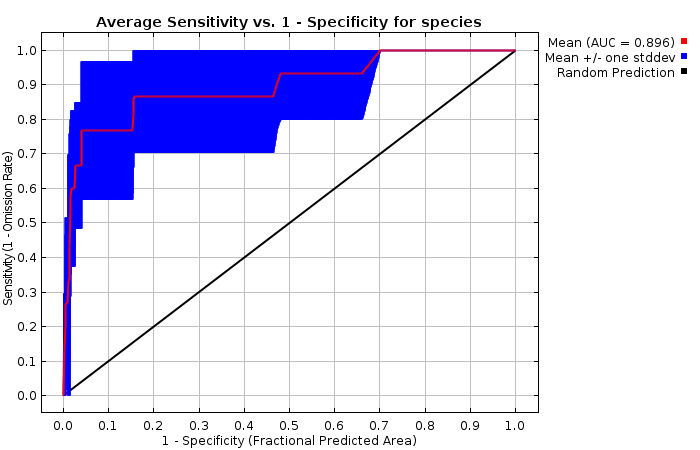 Average Sensitivity vs. 1 - Specificity for species
Mean (AUC = 0.896)
Mean +/- one stddev
Random Prediction
Sensitivity (1 - Omission Rate)
1.0
0.9
0.8
0.7
0.6
0.5
0.4
0.3
0.2
0.1
0.0
0.0 0.1 0.2 0.3 0.4 0.5 0.6 0.7 0.8 0.9 1.0
1 - Specificity (Fractional Predicted Area)